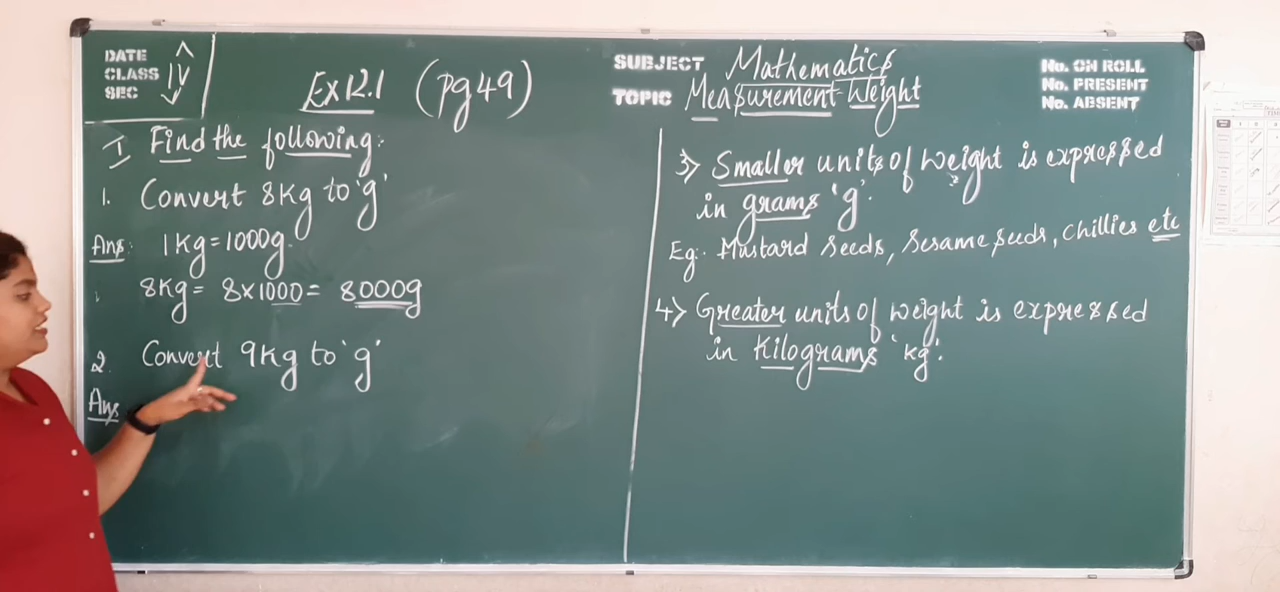 DATE
CLASS IV
SEC
Ex 12.1 (pg 49)
SUBJECT Mathematics
TOPIC Measurement-Weight
No. ON ROLL
No. PRESENT
No. ABSENT
I Find the following:
1. Convert 8Kg to 'g'
Ans: 1Kg=1000g
8Kg= 8x1000= 8000g
2. Convert 9Kg to 'g'
Ans
3) Smaller units of weight is expressed
in grams 'g'.
Eg:- Mustard seeds, Sesame seeds, chillies etc
4) Greater units of weight is expressed
in Kilograms 'kg'.